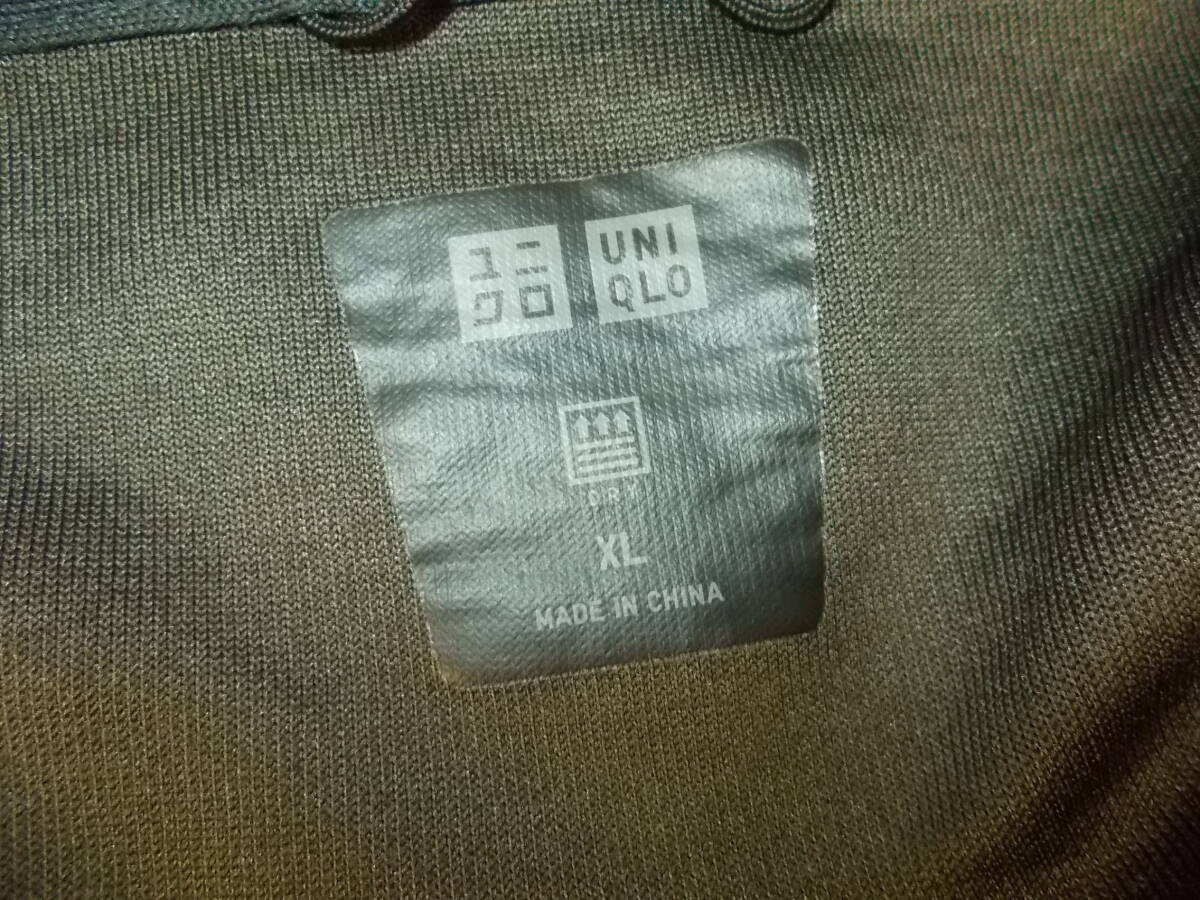 ユニ
クロ
UNI
QLO
DRY
XL
MADE IN CHINA